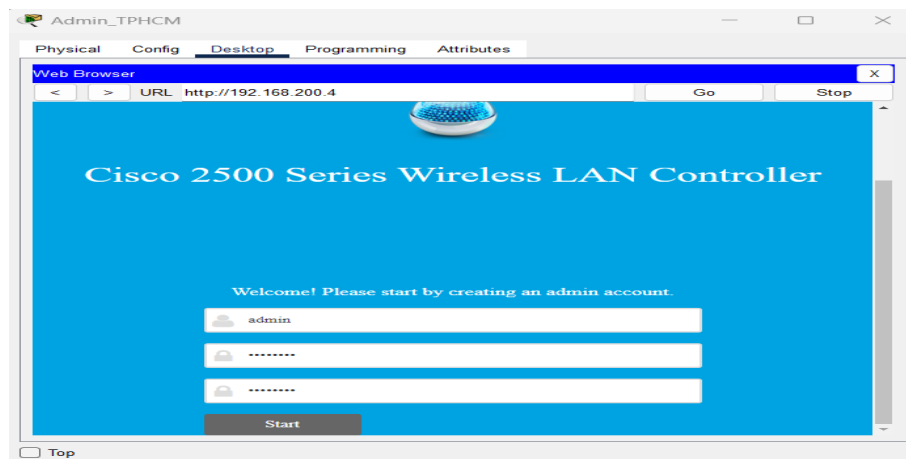 Admin_TPHCM
Physical Config Desktop Programming Attributes
Web Browser X
< > URL http://192.168.200.4 Go Stop
Cisco 2500 Series Wireless LAN Controller
Welcome! Please start by creating an admin account.
admin
••••••••
••••••••
Start
Top